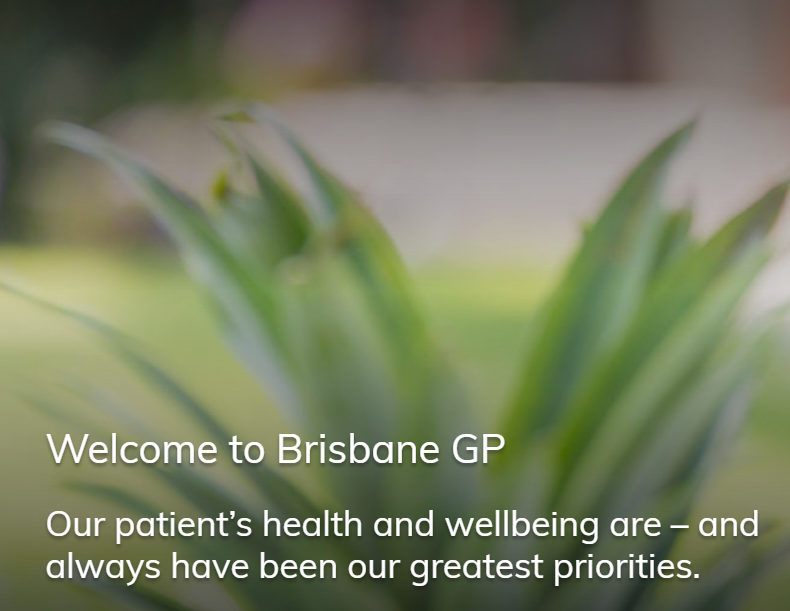 Welcome to Brisbane GP
Our patient’s health and wellbeing are – and
always have been our greatest priorities.